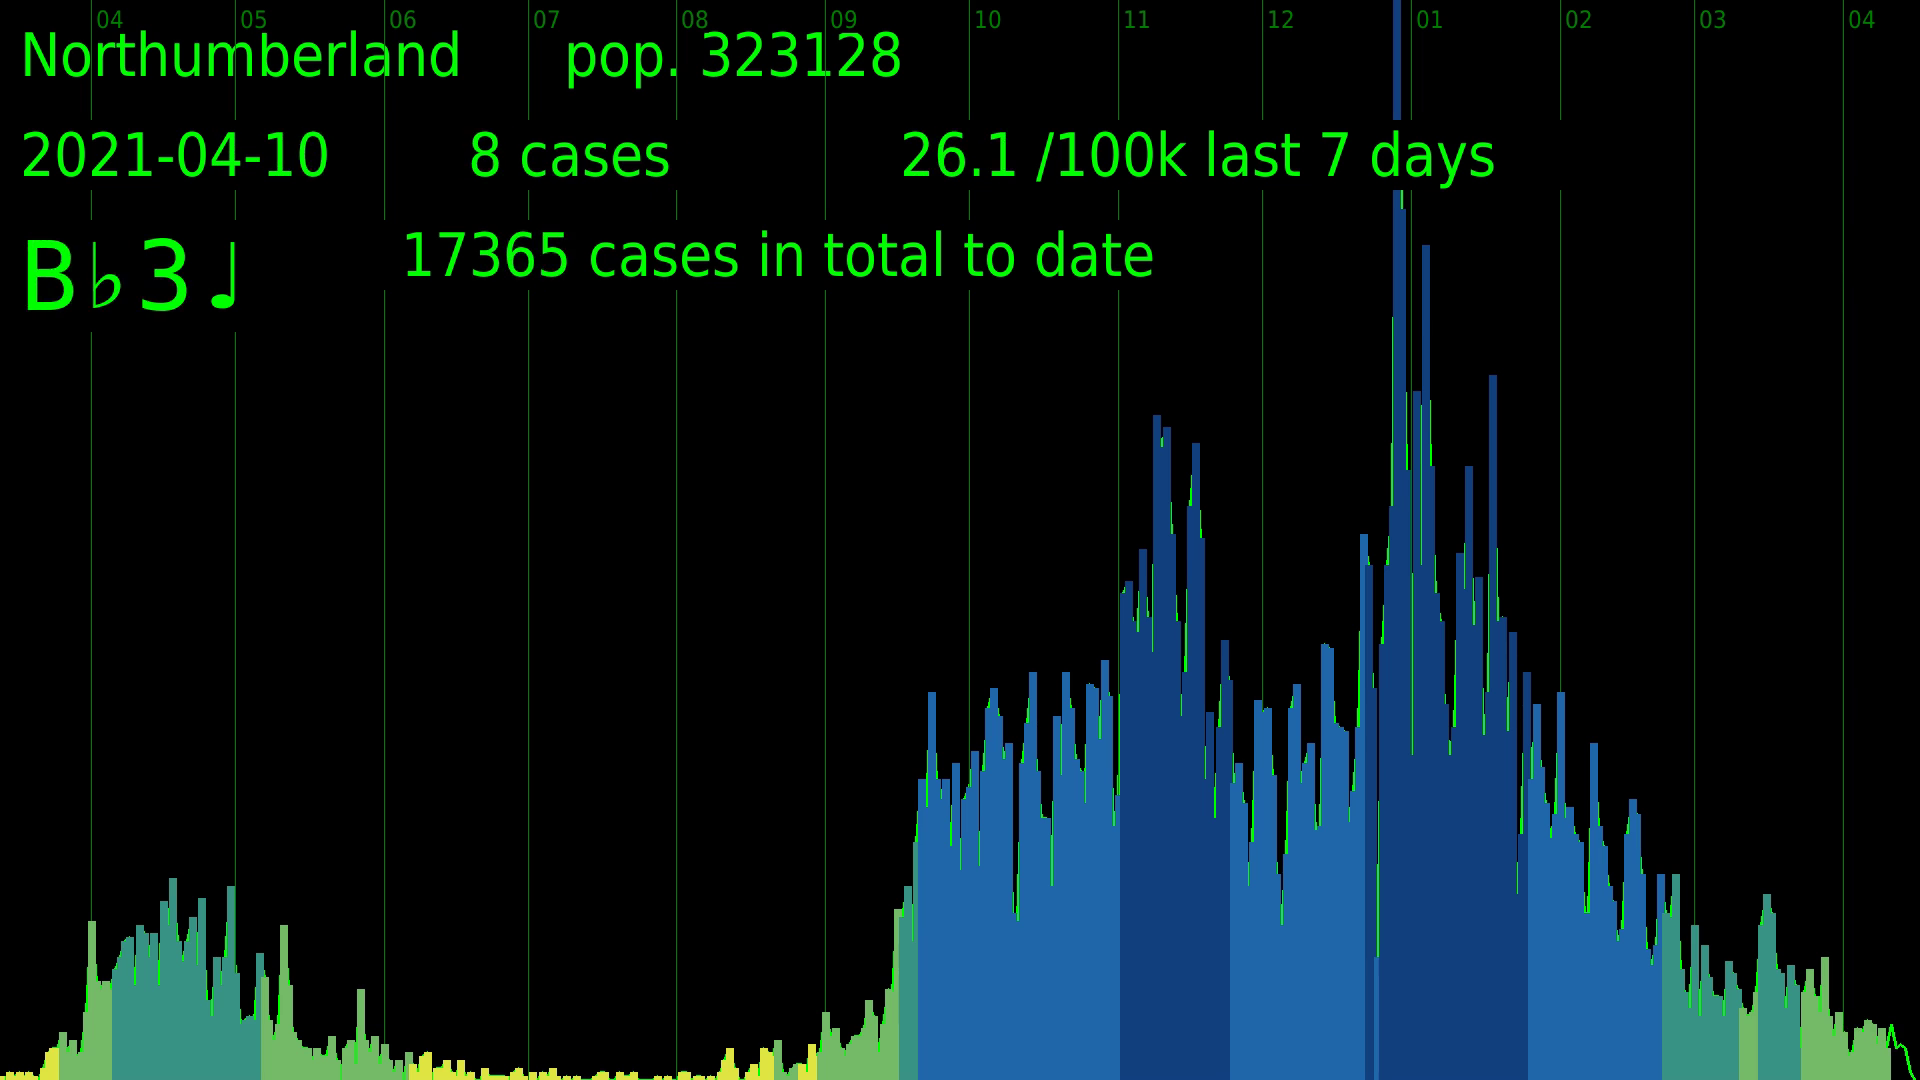 04 05 06 07 08 09 10 11 12 01 02 03 04
Northumberland pop. 323128
2021-04-10 8 cases 26.1 /100k last 7 days
B♭3♩ 17365 cases in total to date